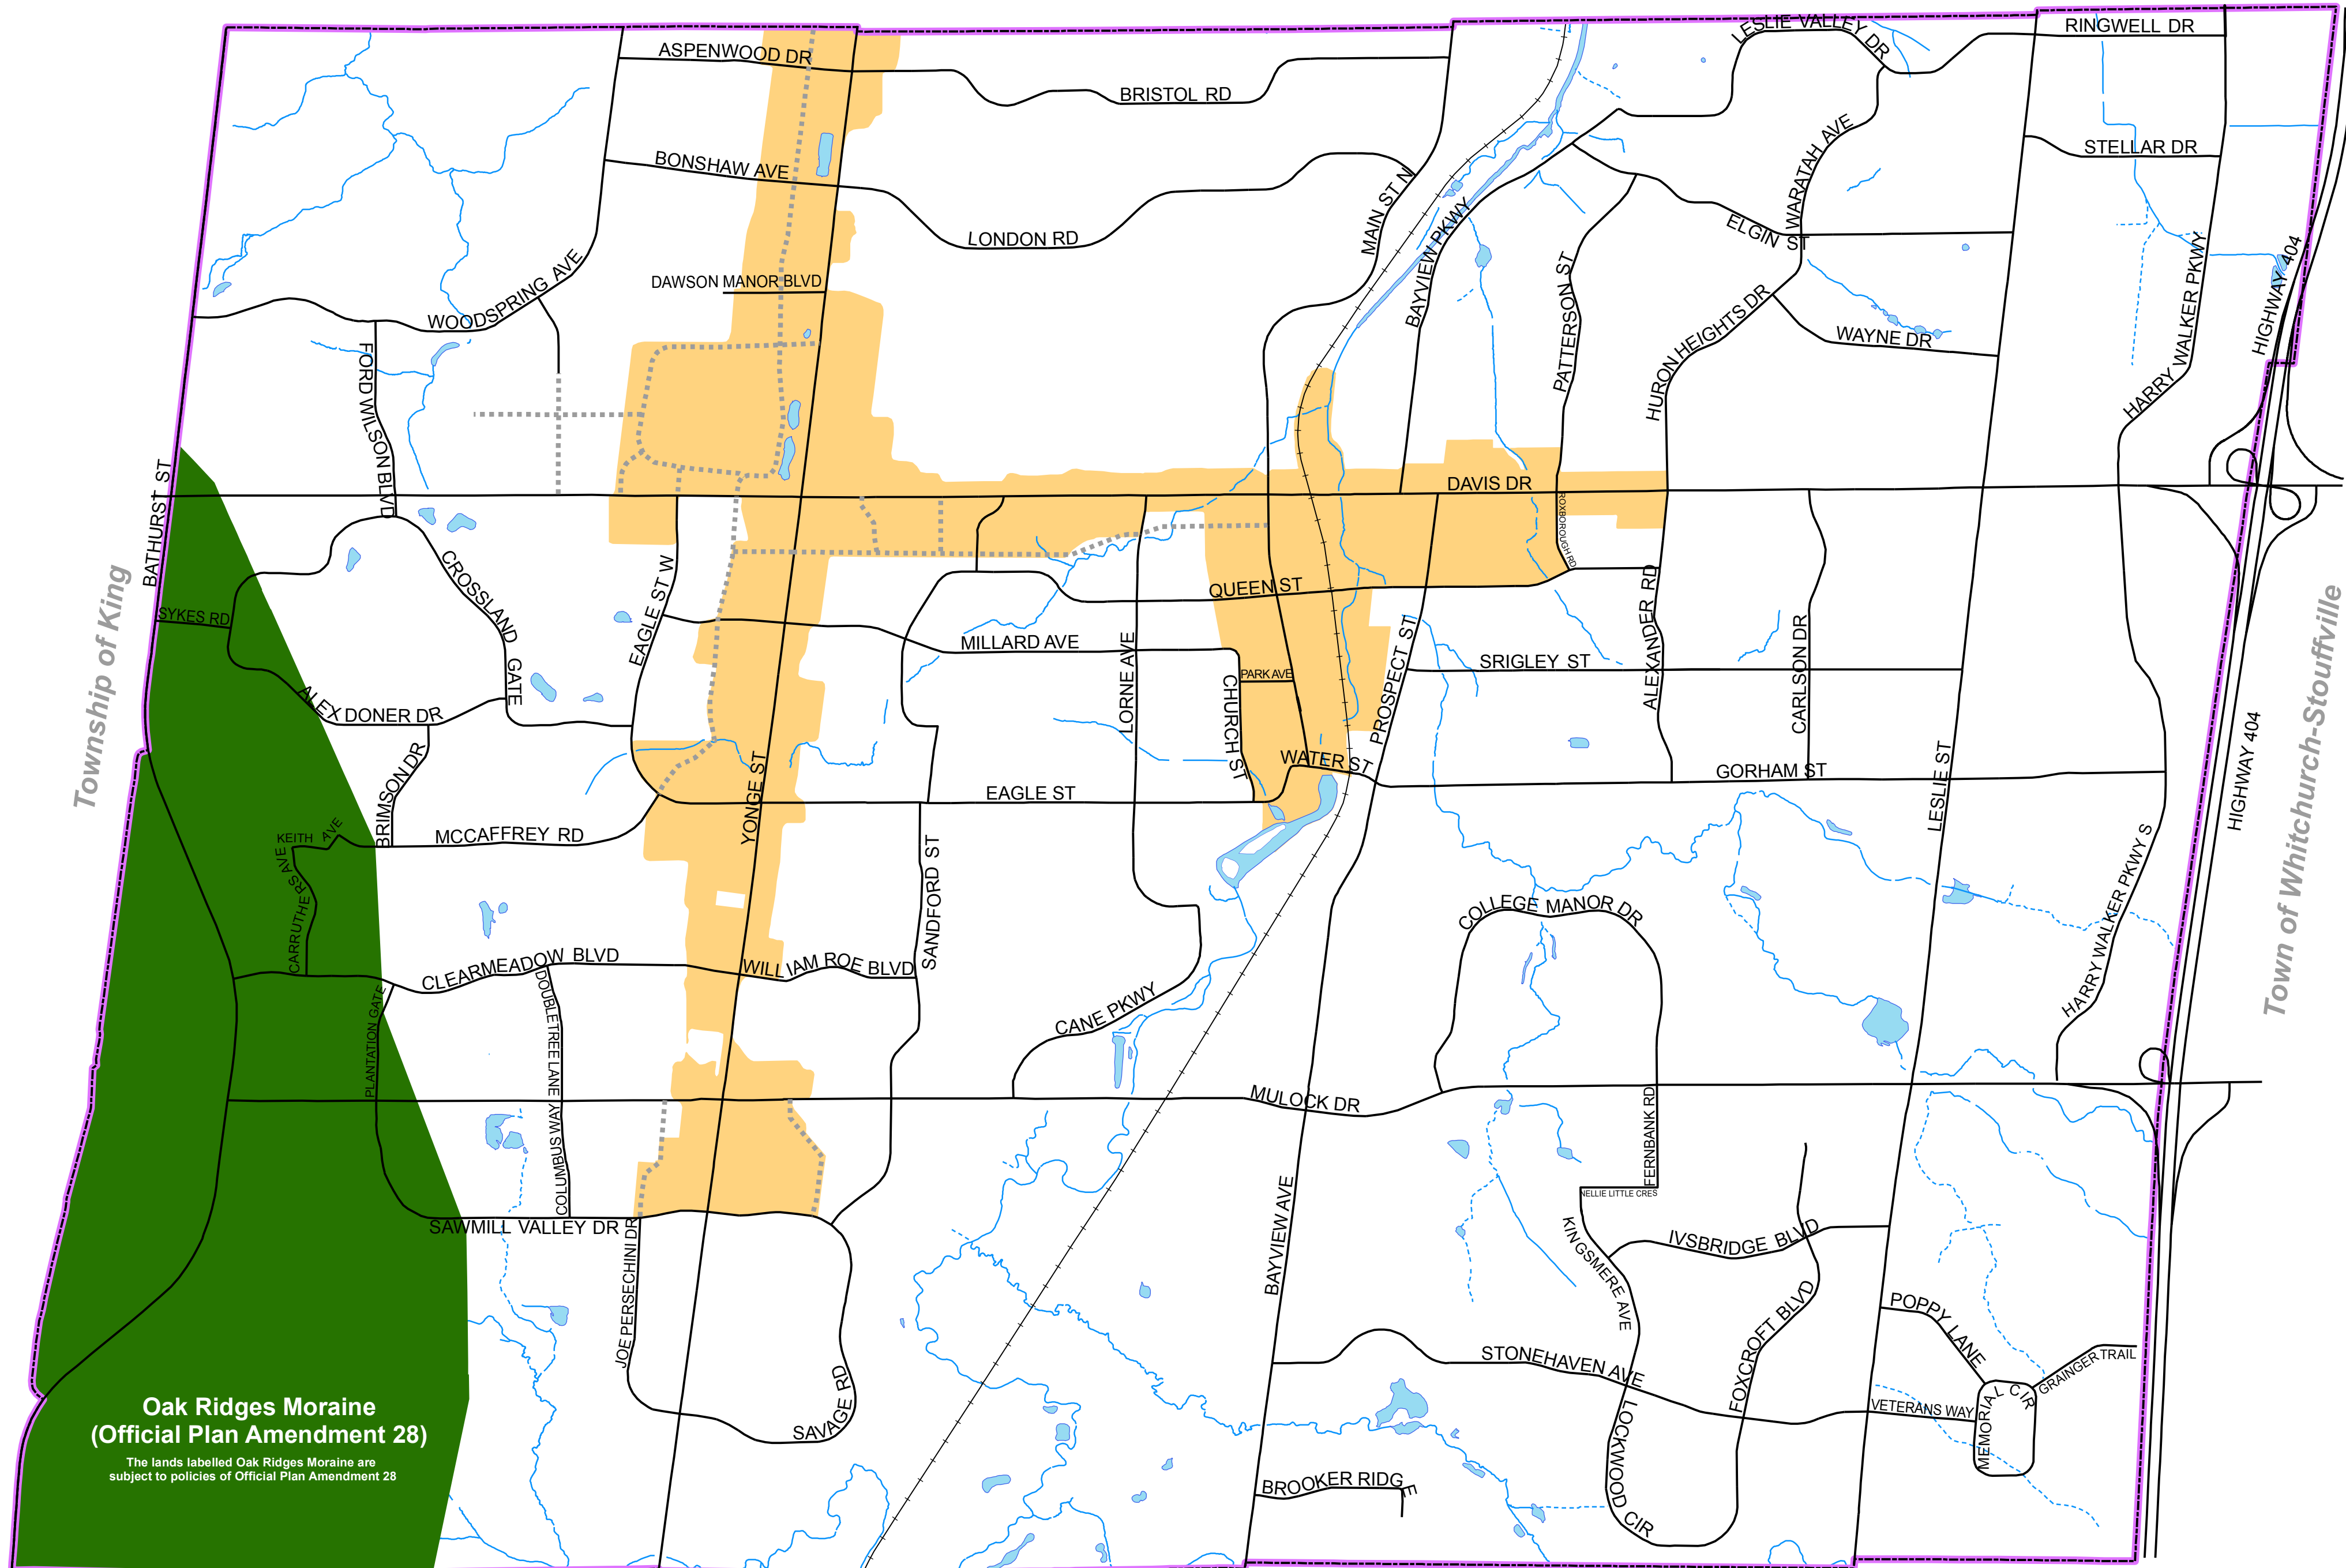 LESLIE VALLEY DR
RINGWELL DR
ASPENWOOD DR
BRISTOL RD
WARATAH AVE
STELLAR DR
BONSHAW AVE
MAIN ST N
LONDON RD
BAYVIEW PKWY
ELGIN ST
PATTERSON ST
DAWSON MANOR BLVD
WOODSPRING AVE
HURON HEIGHTS DR
WAYNE DR
HARRY WALKER PKWY
HIGHWAY 404
FORD WILSON BLVD
BATHURST ST
DAVIS DR
ROXBOROUGH RD
Township of King
CROSSLAND GATE
EAGLE ST W
QUEEN ST
SYKES RD
MILLARD AVE
LORNE AVE
PARK AVE
CHURCH ST
PROSPECT ST
SRIGLEY ST
ALEXANDER RD
CARLSON DR
ALEX DONER DR
BRIMSON DR
YONGE ST
WATER ST
GORHAM ST
LESLIE ST
HIGHWAY 404
Town of Whitchurch-Stouffville
EAGLE ST
MCCAFFREY RD
KEITH AVE
CARRUTHERS AVE
SANDFORD ST
COLLEGE MANOR DR
HARRY WALKER PKWY S
CLEARMEADOW BLVD
WILLIAM ROE BLVD
PLANTATION GATE
DOUBLETREE LANE
CANE PKWY
MULOCK DR
COLUMBUS WAY
FERNBANK RD
NELLIE LITTLE CRES
BAYVIEW AVE
SAWMILL VALLEY DR
JOE PERSECHINI DR
KINGSMERE AVE
IVSBRIDGE BLVD
FOXCROFT BLVD
POPPY LANE
STONEHAVEN AVE
GRAINGER TRAIL
VETERANS WAY
MEMORIAL CIR
SAVAGE RD
LOCKWOOD CIR
BROOKER RIDGE
Oak Ridges Moraine
(Official Plan Amendment 28)
The lands labelled Oak Ridges Moraine are
subject to policies of Official Plan Amendment 28